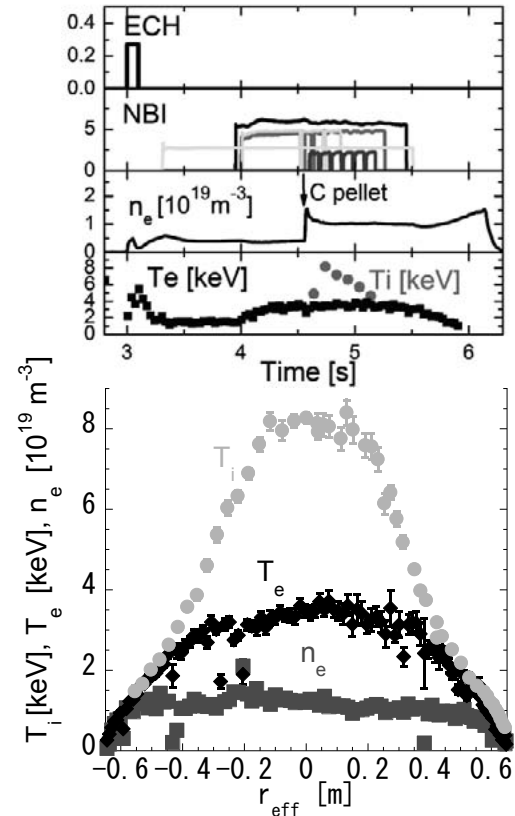 ECH
0.4
0.2
0.0
NBI
5
0
C pellet
n_e [10^19 m^-3]
2
1
0
Te [keV]
Ti [keV]
8
6
4
2
0
3 4 5 6
Time [s]
T_i [keV], T_e [keV], n_e [10^19 m^-3]
8
6
4
2
0
T_i
T_e
n_e
-0.6 -0.4 -0.2 0 0.2 0.4 0.6
r_eff [m]